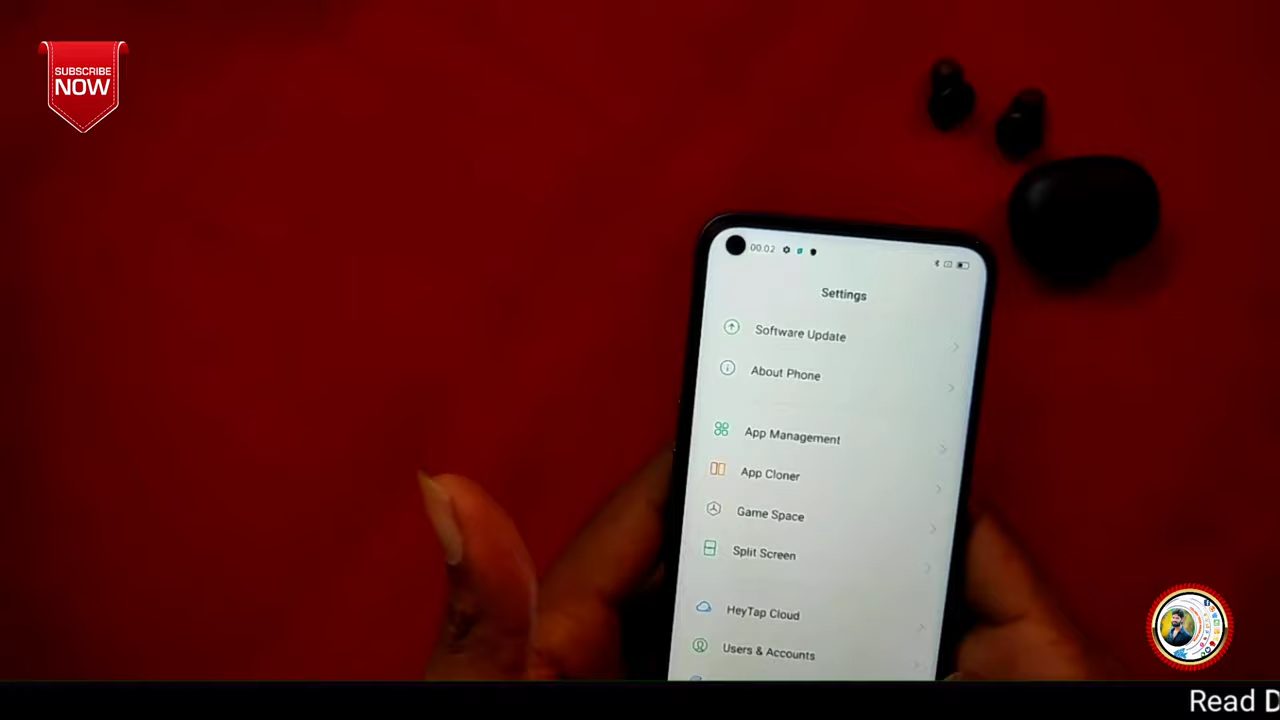 SUBSCRIBE
NOW
00.02
Settings
Software Update
About Phone
App Management
App Cloner
Game Space
Split Screen
HeyTap Cloud
Users & Accounts
Read D